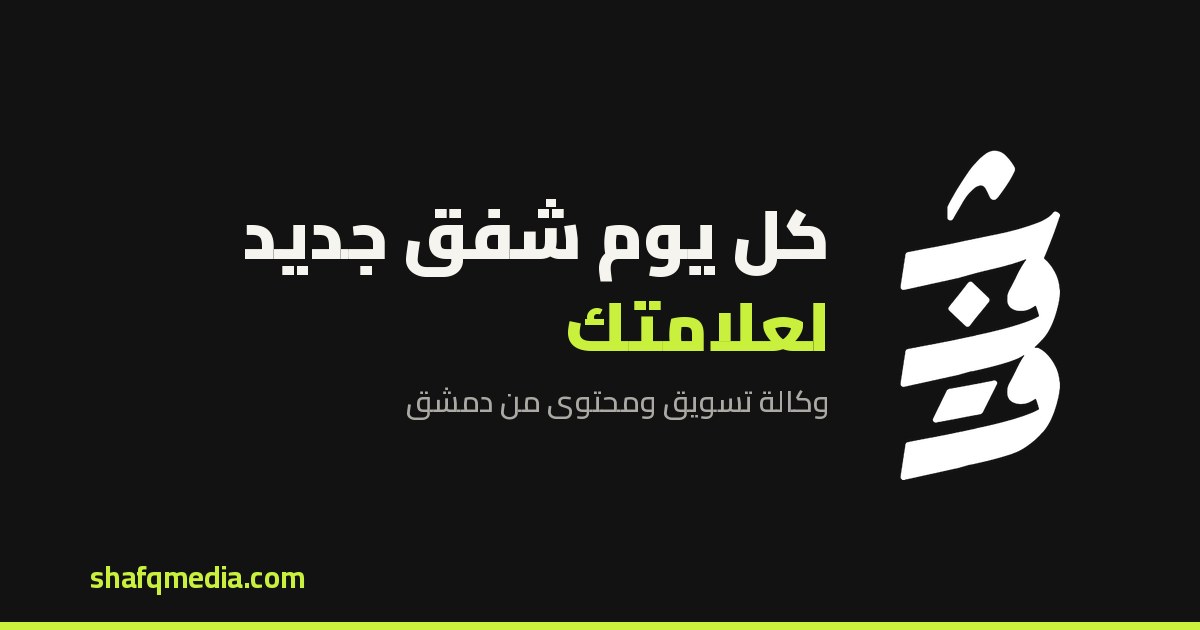 كل يوم شفق جديد
لعلامتك
وكالة تسويق ومحتوى من دمشق
shafqmedia.com